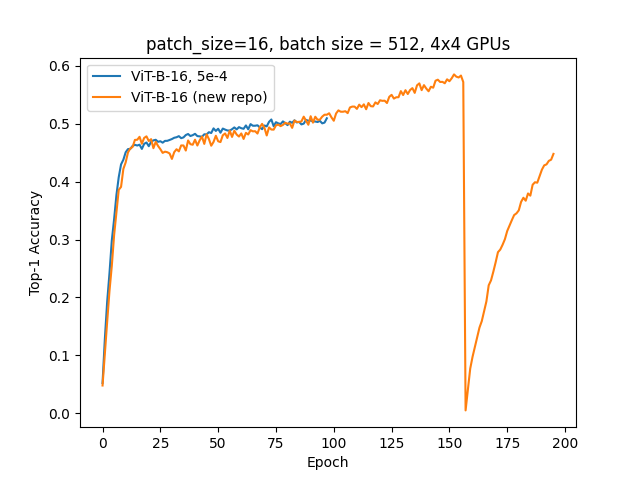 patch_size=16, batch size = 512, 4x4 GPUs
ViT-B-16, 5e-4
ViT-B-16 (new repo)
Top-1 Accuracy
0.6
0.5
0.4
0.3
0.2
0.1
0.0
0 25 50 75 100 125 150 175 200
Epoch